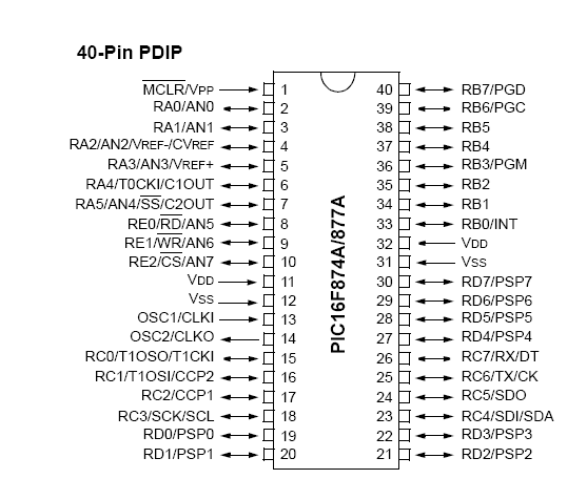 40-Pin PDIP
MCLR/VPP 1 40 RB7/PGD
RA0/AN0 2 39 RB6/PGC
RA1/AN1 3 38 RB5
RA2/AN2/VREF-/CVREF 4 37 RB4
RA3/AN3/VREF+ 5 36 RB3/PGM
RA4/T0CKI/C1OUT 6 35 RB2
RA5/AN4/SS/C2OUT 7 34 RB1
RE0/RD/AN5 8 33 RB0/INT
RE1/WR/AN6 9 32 VDD
RE2/CS/AN7 10 31 VSS
VDD 11 30 RD7/PSP7
VSS 12 29 RD6/PSP6
OSC1/CLKI 13 28 RD5/PSP5
OSC2/CLKO 14 27 RD4/PSP4
RC0/T1OSO/T1CKI 15 26 RC7/RX/DT
RC1/T1OSI/CCP2 16 25 RC6/TX/CK
RC2/CCP1 17 24 RC5/SDO
RC3/SCK/SCL 18 23 RC4/SDI/SDA
RD0/PSP0 19 22 RD3/PSP3
RD1/PSP1 20 21 RD2/PSP2
PIC16F874A/877A